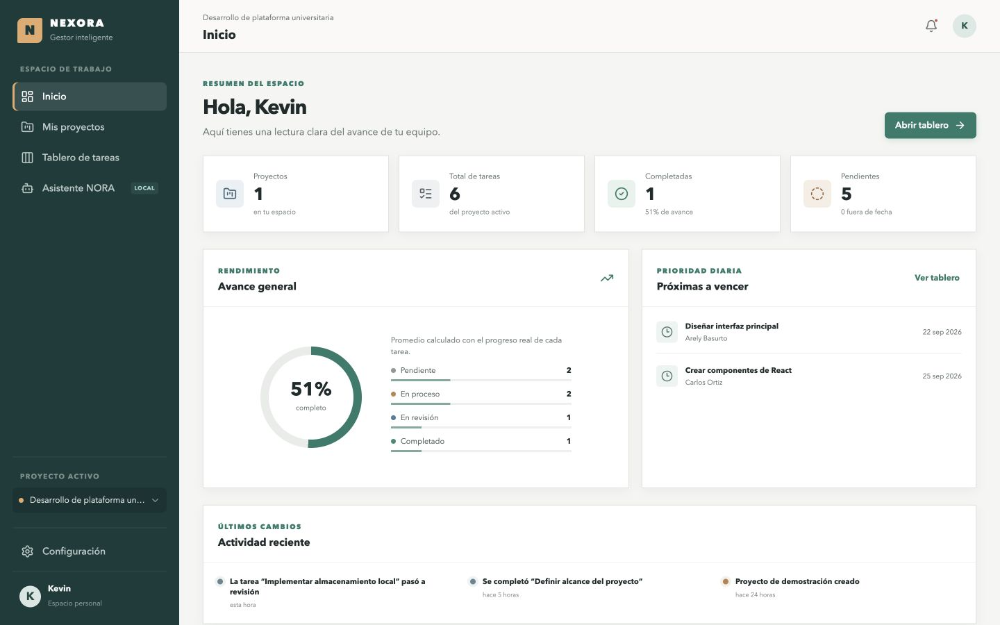 N
NEXORA
Gestor inteligente
ESPACIO DE TRABAJO
Inicio
Mis proyectos
Tablero de tareas
Asistente NORA LOCAL
PROYECTO ACTIVO
Desarrollo de plataforma un...
Configuración
K
Kevin
Espacio personal
Desarrollo de plataforma universitaria
Inicio
K
RESUMEN DEL ESPACIO
Hola, Kevin
Aquí tienes una lectura clara del avance de tu equipo.
Abrir tablero
Proyectos
1
en tu espacio
Total de tareas
6
del proyecto activo
Completadas
1
51% de avance
Pendientes
5
0 fuera de fecha
RENDIMIENTO
Avance general
51%
completo
Promedio calculado con el progreso real de cada
tarea.
Pendiente 2
En proceso 2
En revisión 1
Completado 1
PRIORIDAD DIARIA
Próximas a vencer
Ver tablero
Diseñar interfaz principal
Arely Basurto
22 sep 2026
Crear componentes de React
Carlos Ortiz
25 sep 2026
ÚLTIMOS CAMBIOS
Actividad reciente
La tarea “Implementar almacenamiento local” pasó a
revisión
esta hora
Se completó “Definir alcance del proyecto”
hace 5 horas
Proyecto de demostración creado
hace 24 horas